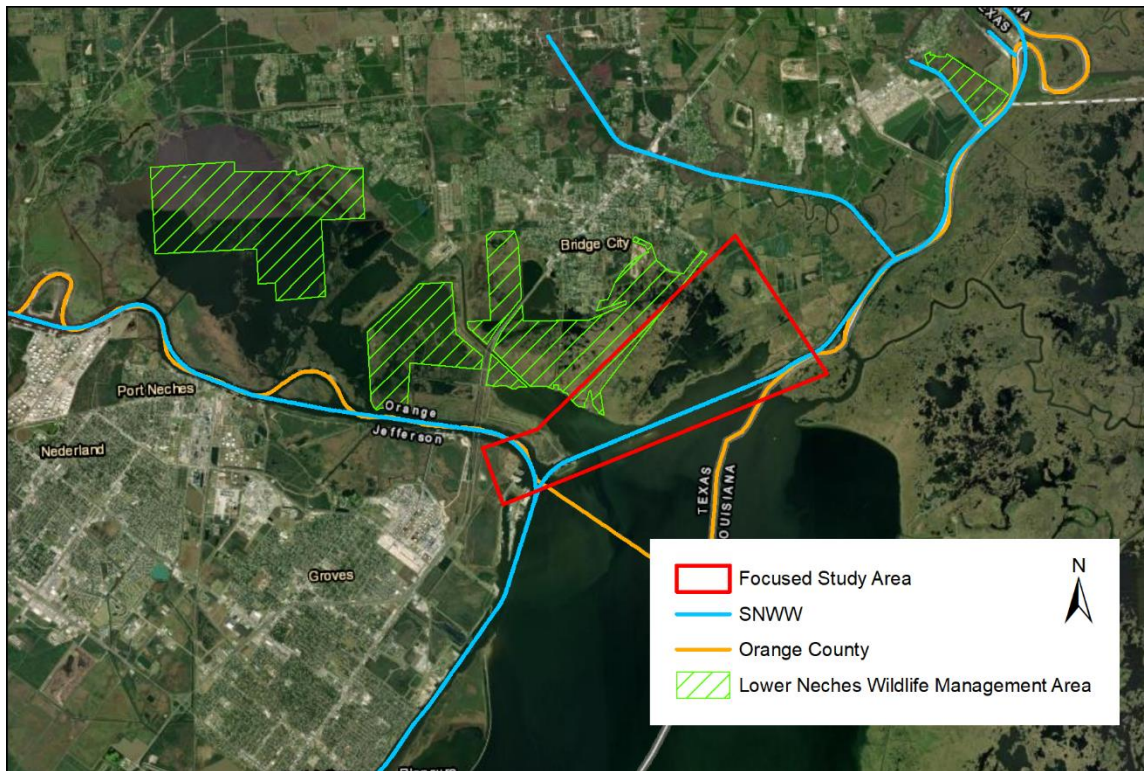 TEXAS
Bridge City
Port Neches
Orange
Jefferson
Nederland
TEXAS
OUISIANA
Groves
N
Focused Study Area
SNWW
Orange County
Lower Neches Wildlife Management Area